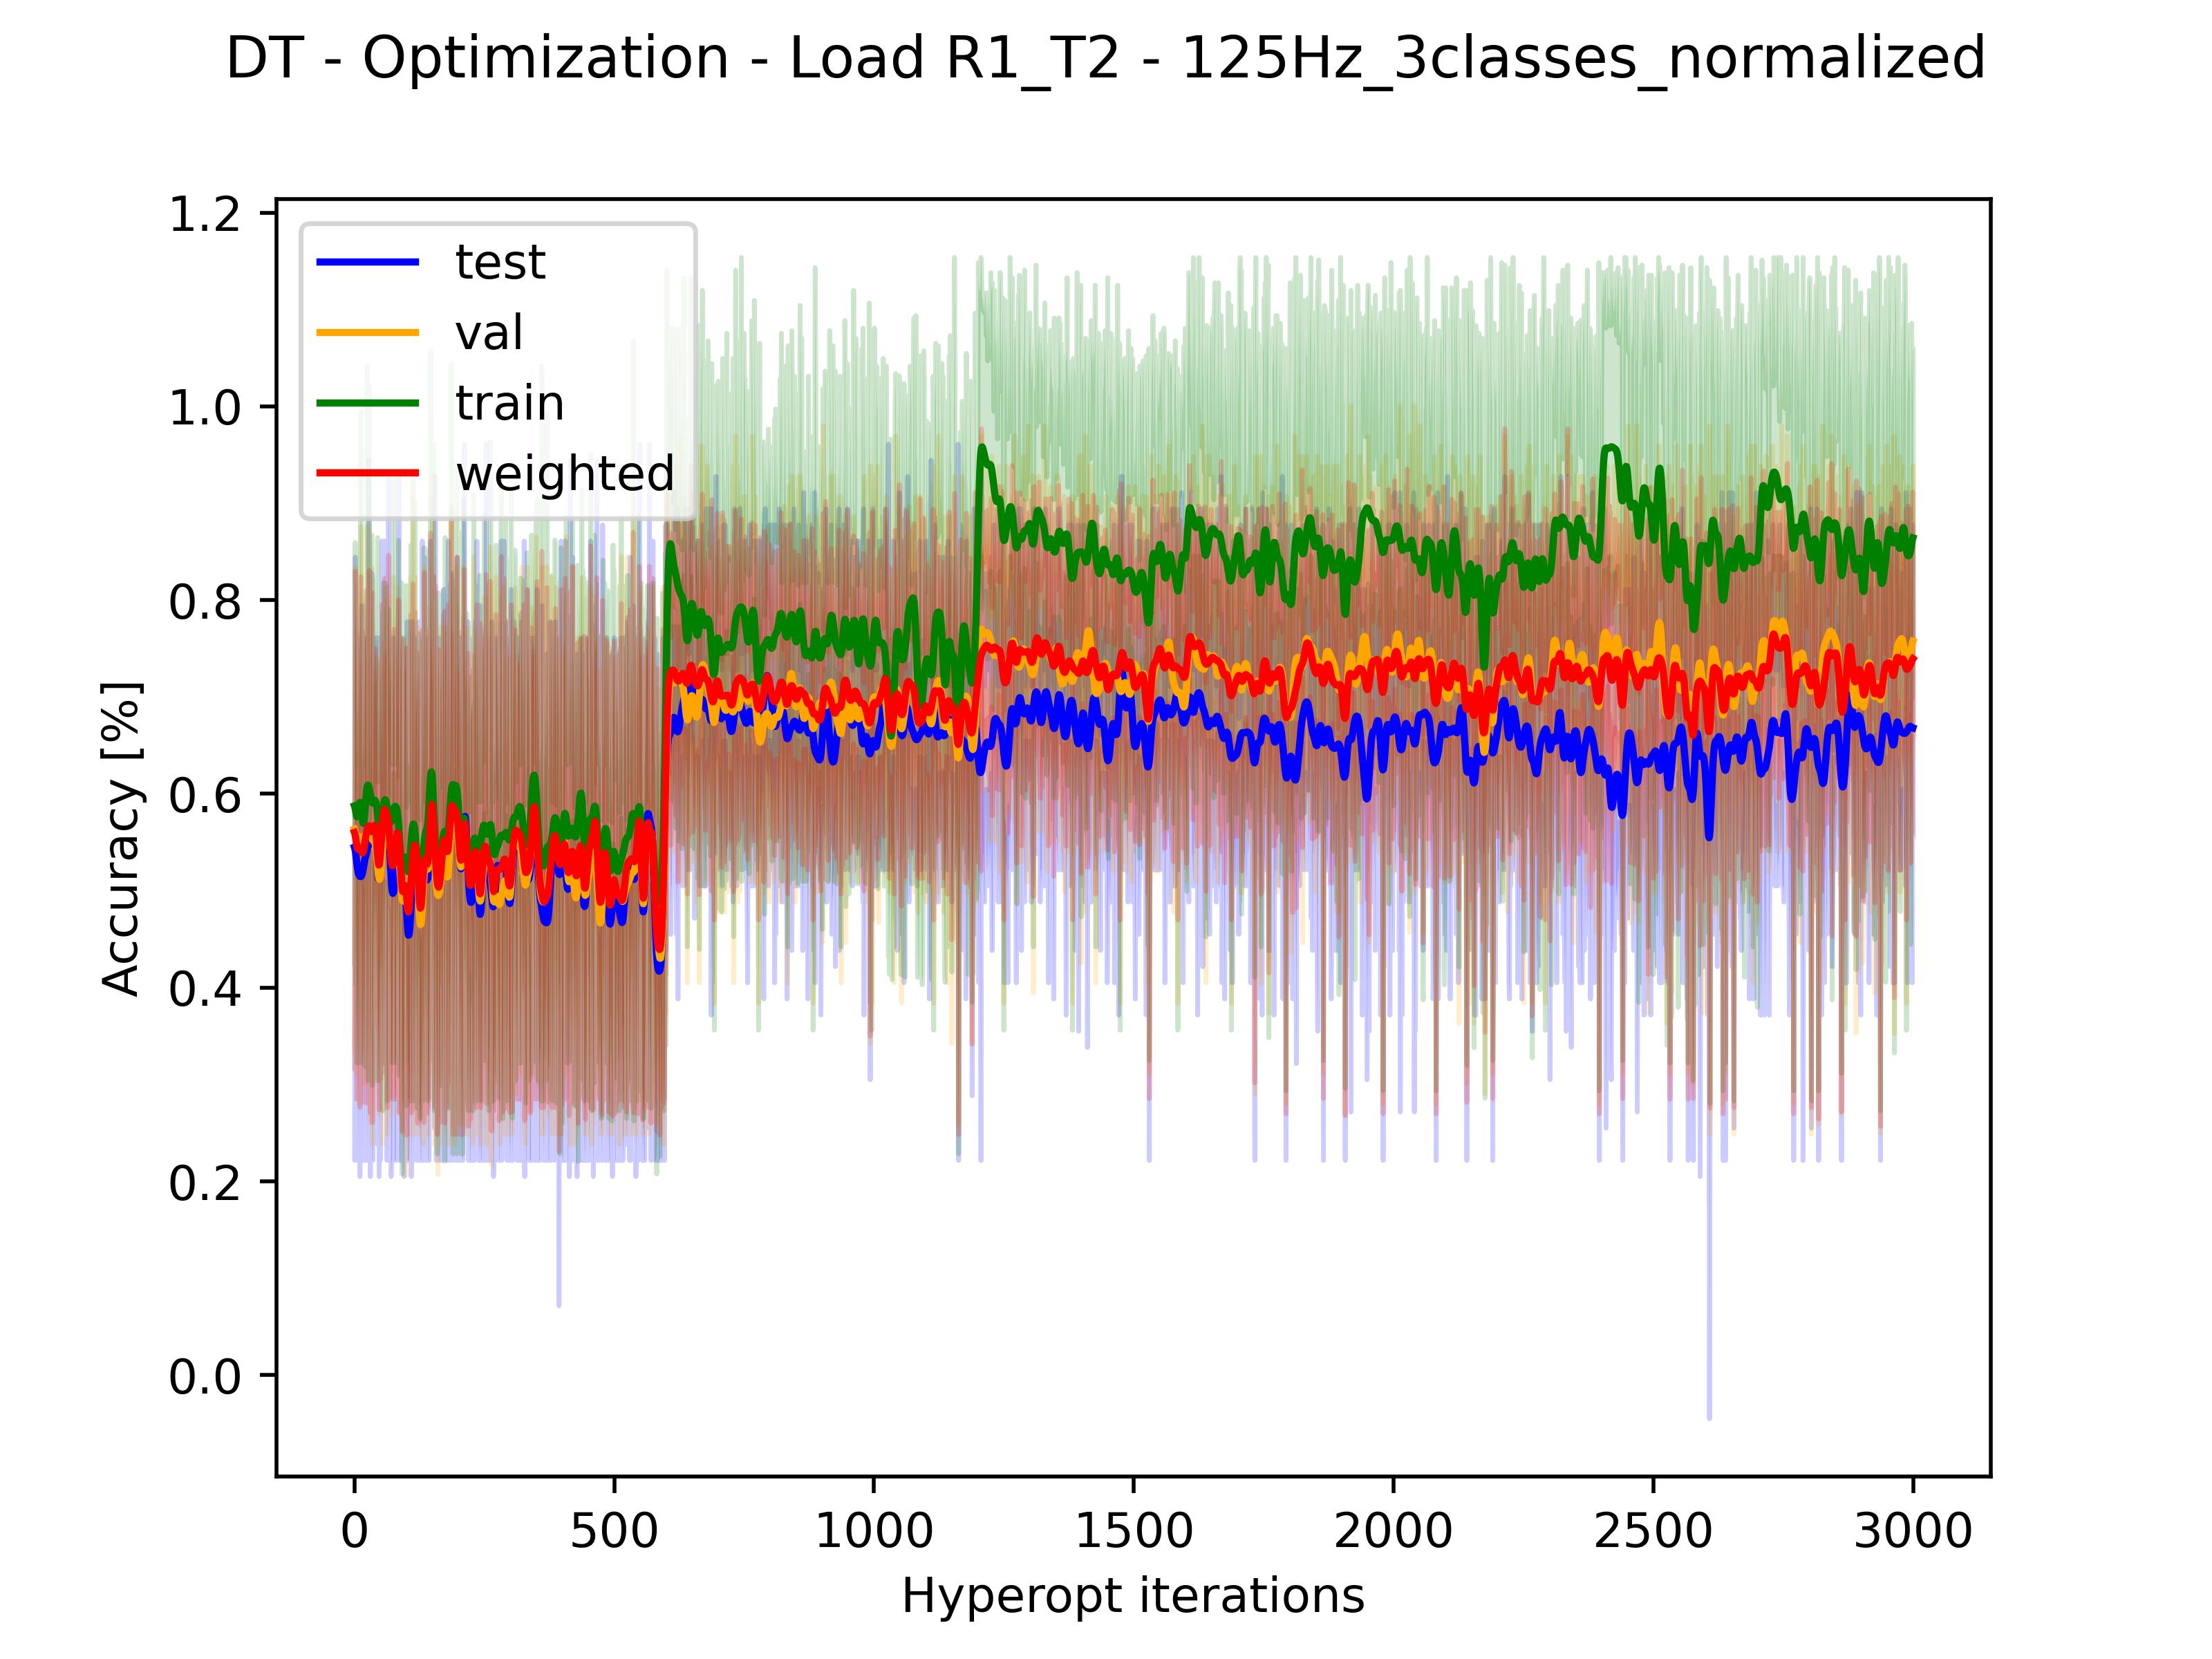 DT - Optimization - Load R1_T2 - 125Hz_3classes_normalized
1.2
1.0
0.8
0.6
0.4
0.2
0.0
Accuracy [%]
test
val
train
weighted
0 500 1000 1500 2000 2500 3000
Hyperopt iterations